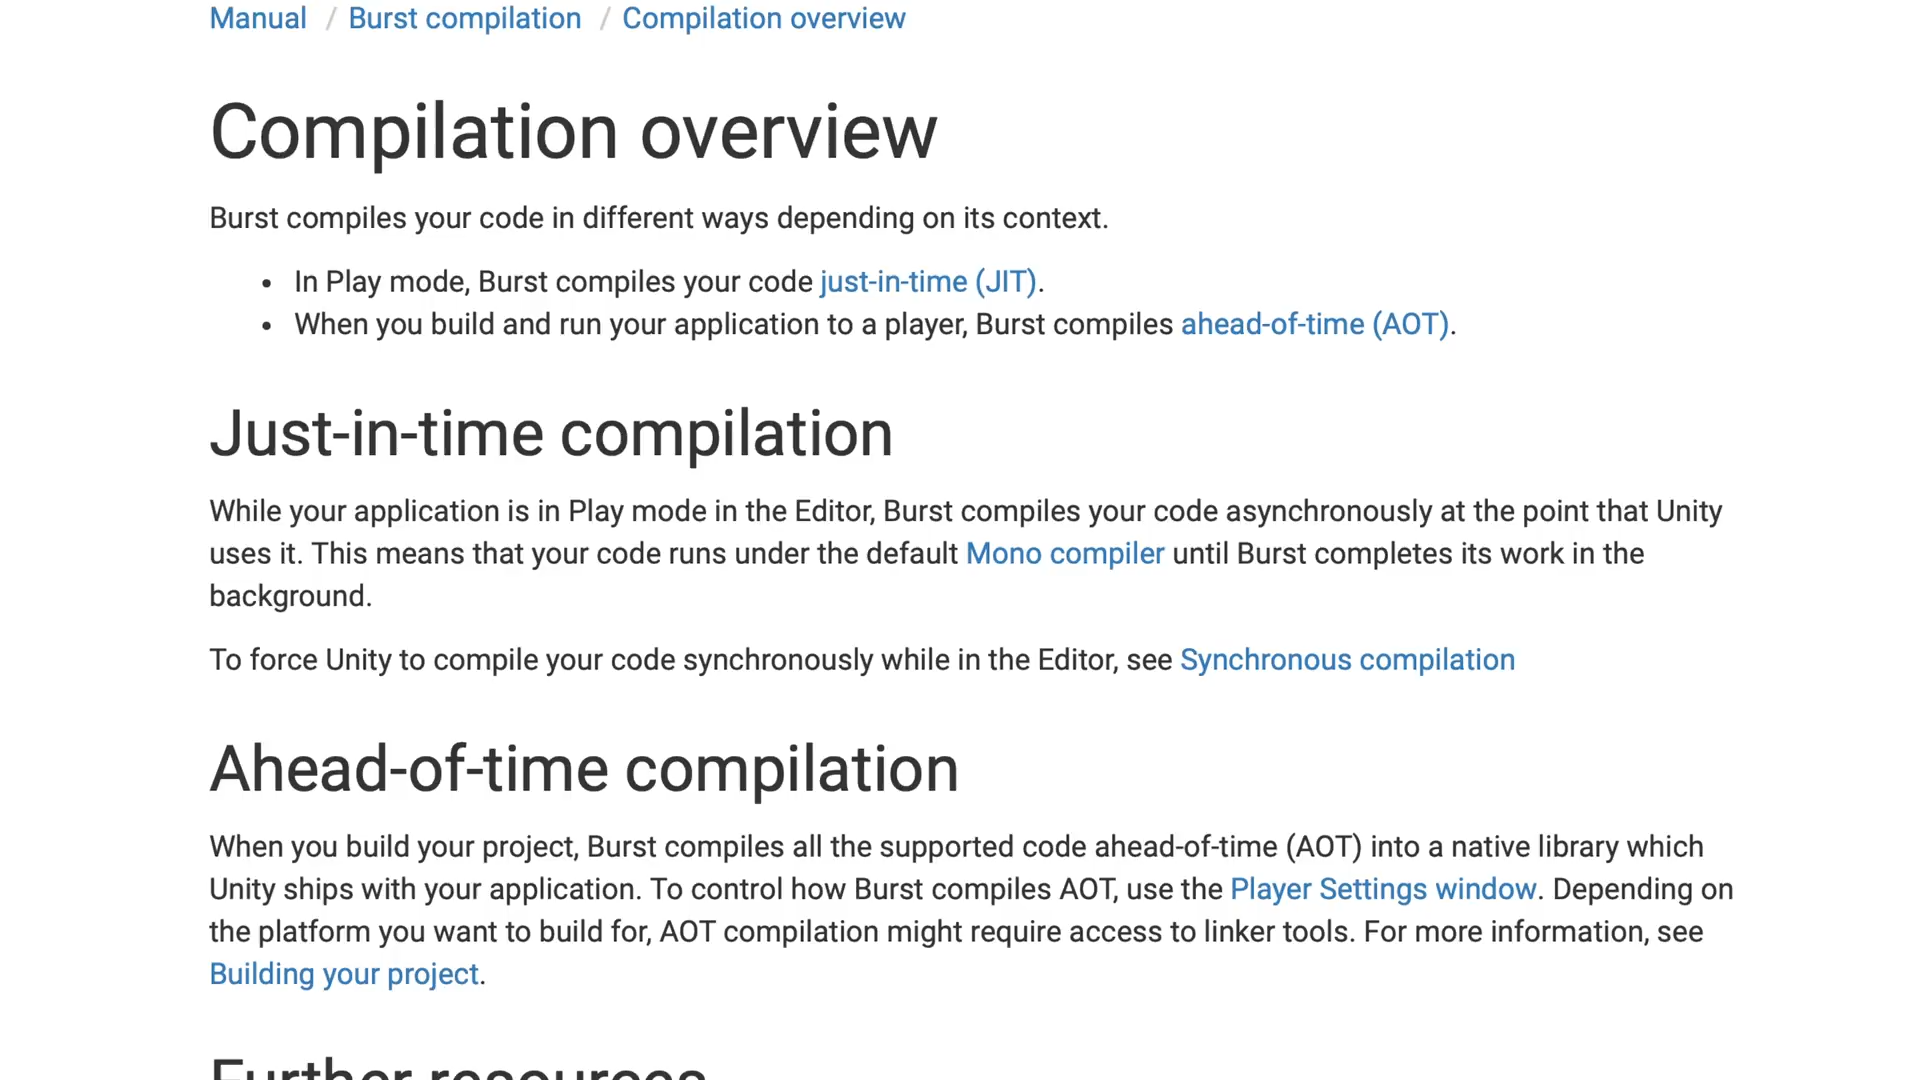 Manual / Burst compilation / Compilation overview
Compilation overview
Burst compiles your code in different ways depending on its context.
• In Play mode, Burst compiles your code just-in-time (JIT).
• When you build and run your application to a player, Burst compiles ahead-of-time (AOT).
Just-in-time compilation
While your application is in Play mode in the Editor, Burst compiles your code asynchronously at the point that Unity
uses it. This means that your code runs under the default Mono compiler until Burst completes its work in the
background.
To force Unity to compile your code synchronously while in the Editor, see Synchronous compilation
Ahead-of-time compilation
When you build your project, Burst compiles all the supported code ahead-of-time (AOT) into a native library which
Unity ships with your application. To control how Burst compiles AOT, use the Player Settings window. Depending on
the platform you want to build for, AOT compilation might require access to linker tools. For more information, see
Building your project.
Further resources